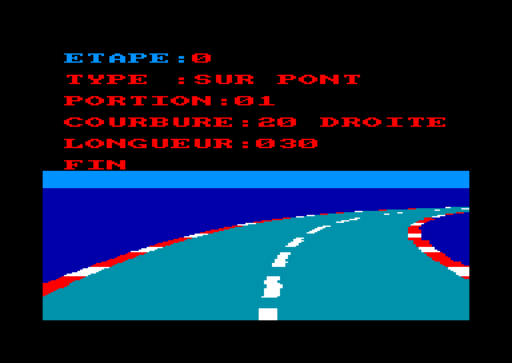 ETAPE:0
TYPE :SUR PONT
PORTION:01
COURBURE:20 DROITE
LONGUEUR:030
FIN